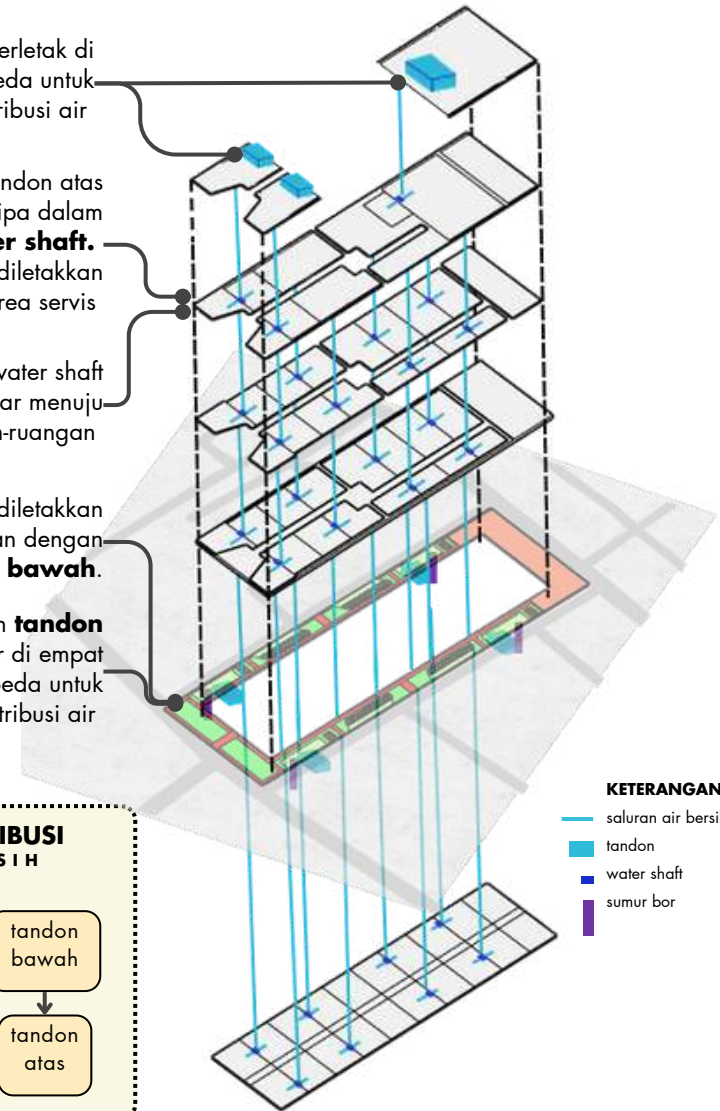 erletak di
eda untuk
ribusi air
andon atas
ipa dalam
er shaft.
diletakkan
rea servis
water shaft
ar menuju
n-ruangan
diletakkan
an dengan
bawah.
n tandon
r di empat
eda untuk
tribusi air
KETERANGAN
saluran air bersi
tandon
water shaft
sumur bor
IBUSI
SIH
tandon
bawah
tandon
atas